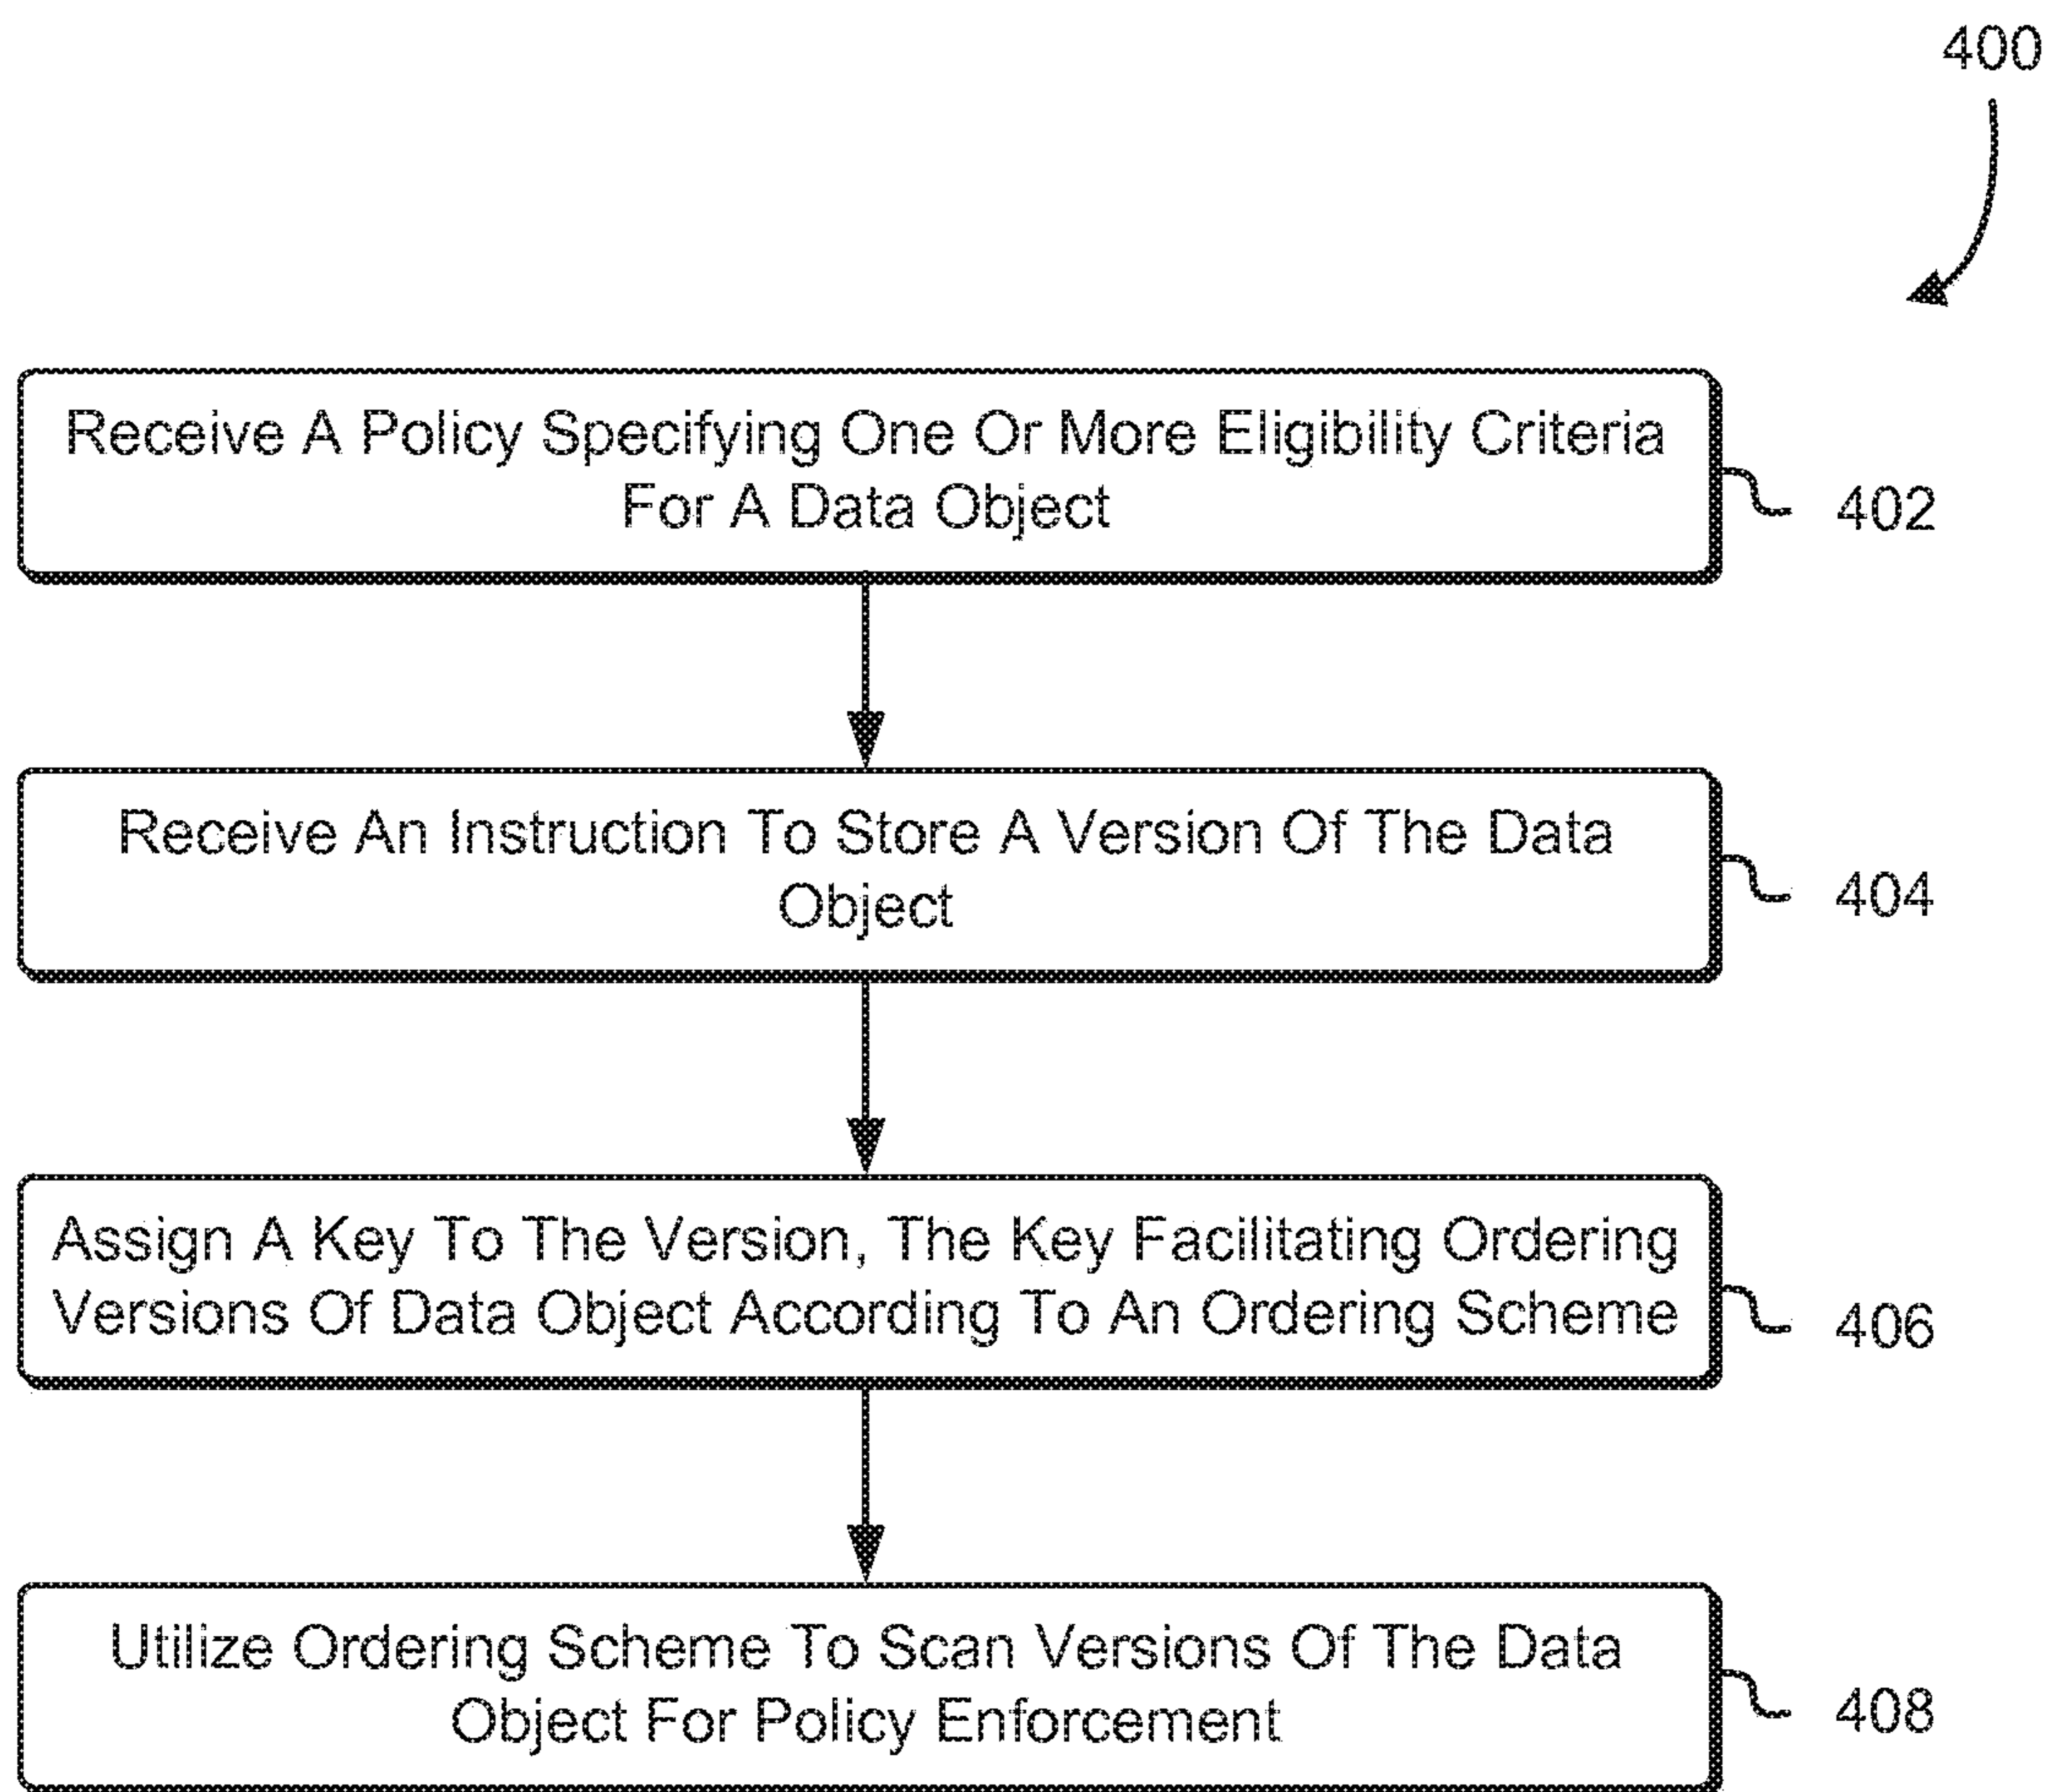 400
Receive A Policy Specifying One Or More Eligibility Criteria
For A Data Object
402
Receive An Instruction To Store A Version Of The Data
Object
404
Assign A Key To The Version, The Key Facilitating Ordering
Versions Of Data Object According To An Ordering Scheme
406
Utilize Ordering Scheme To Scan Versions Of The Data
Object For Policy Enforcement
408